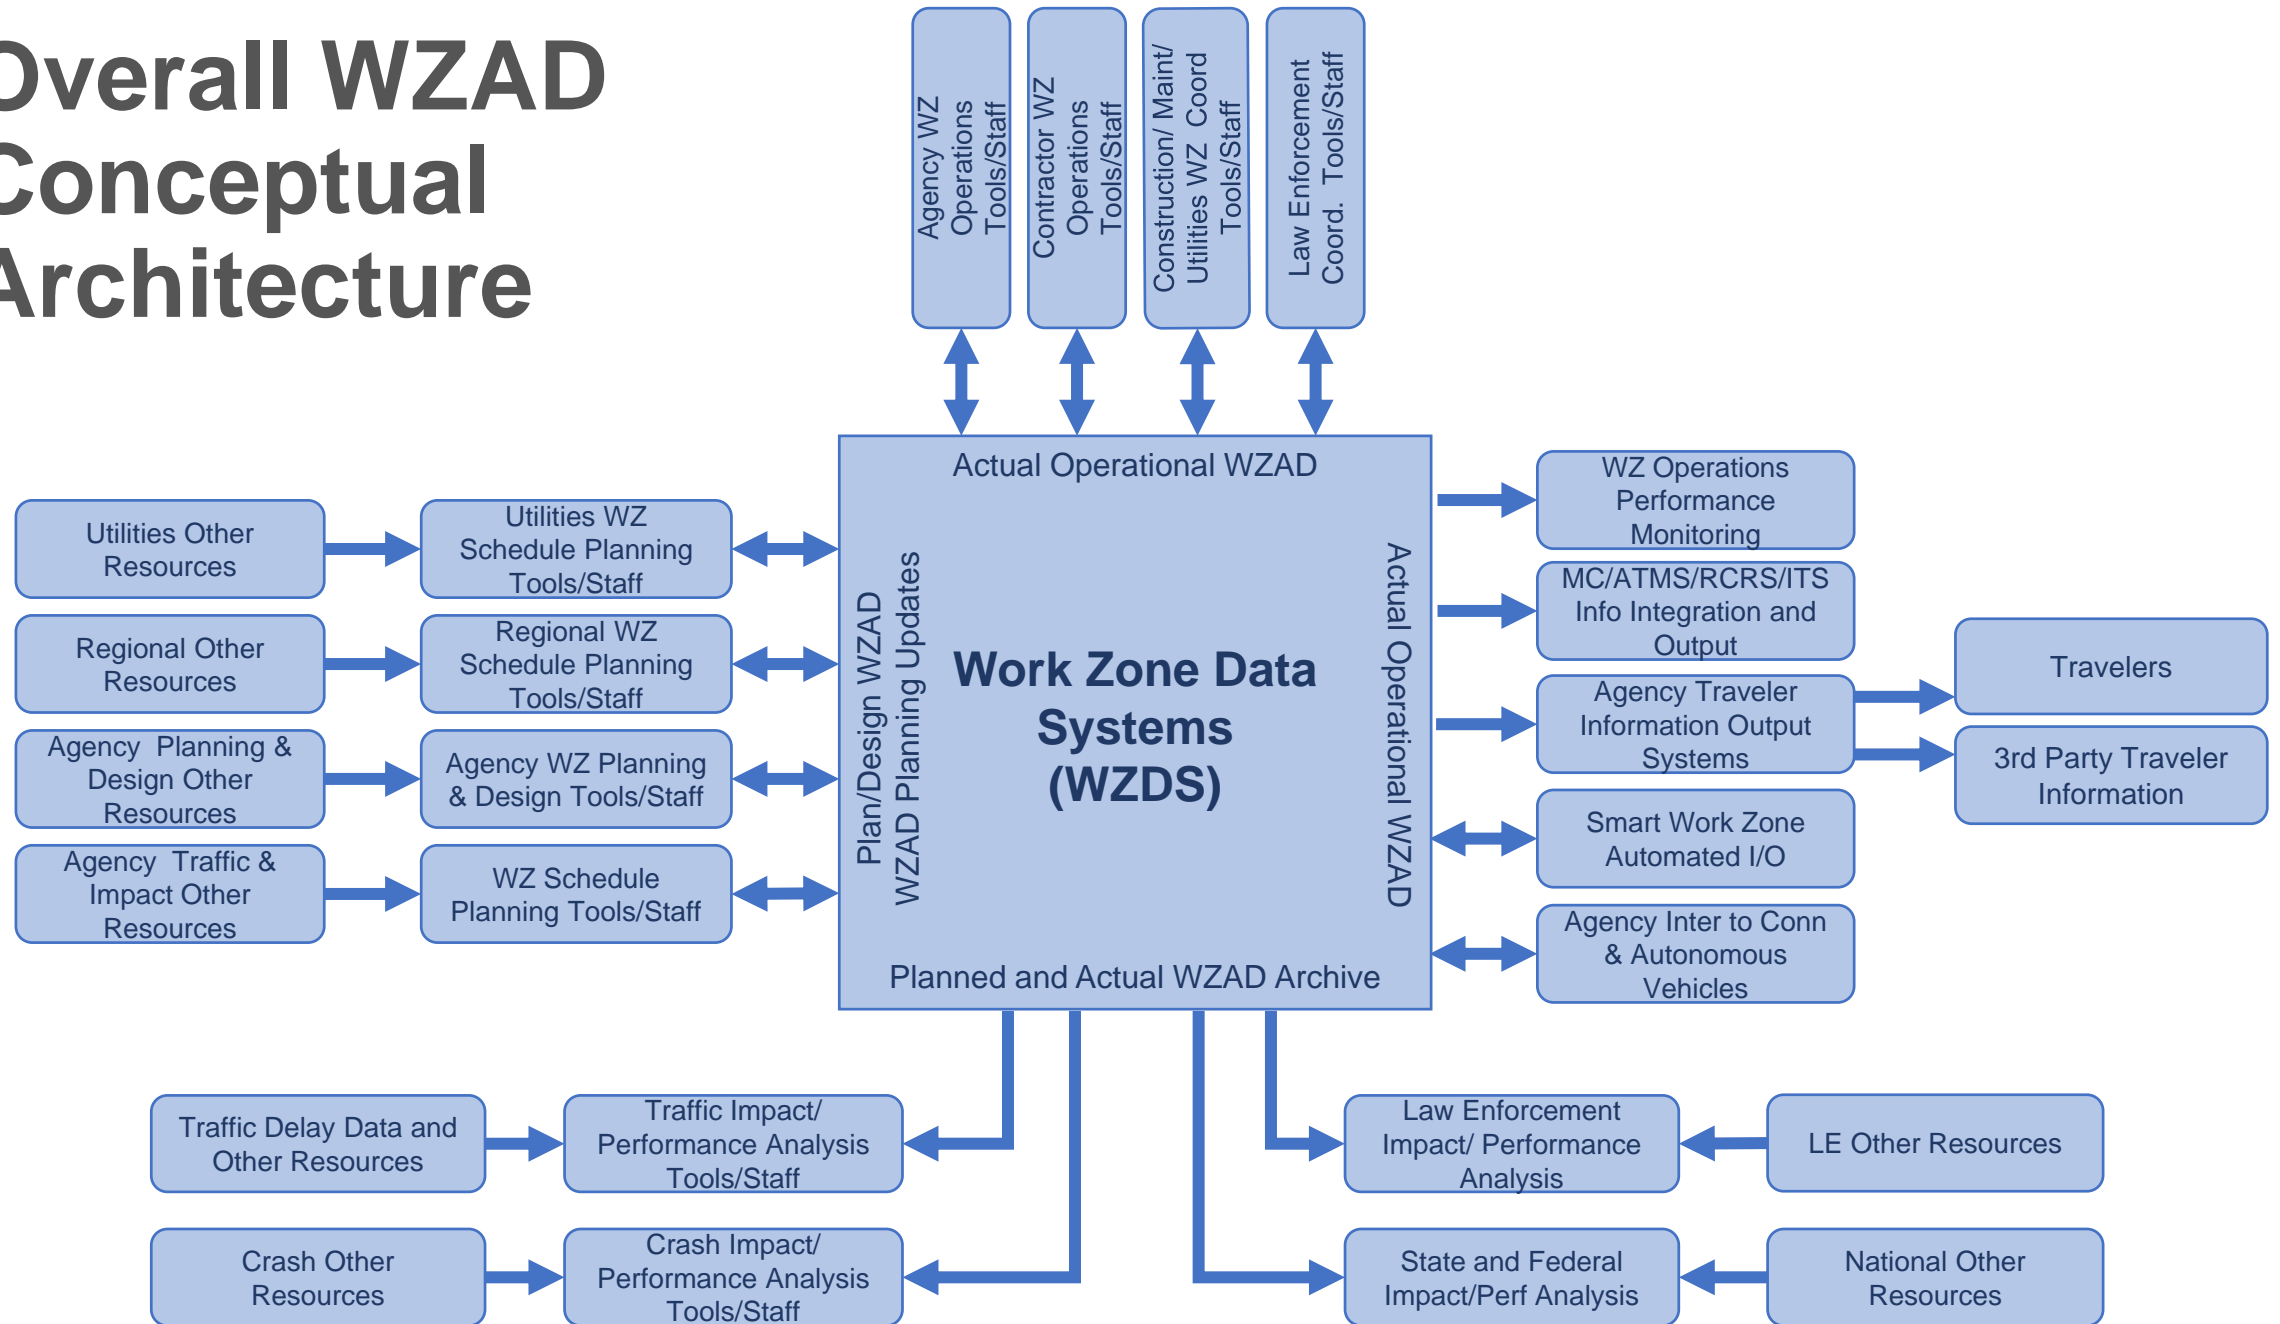 Overall WZAD
Conceptual
Architecture
Agency WZ
Operations
Tools/Staff
Contractor WZ
Operations
Tools/Staff
Construction/ Maint/
Utilities WZ  Coord
Tools/Staff
Law Enforcement
Coord.  Tools/Staff
Actual Operational WZAD
Plan/Design WZAD
WZAD Planning Updates
Work Zone Data
Systems
(WZDS)
Actual Operational WZAD
Planned and Actual WZAD Archive
Utilities Other
Resources
Utilities WZ
Schedule Planning
Tools/Staff
Regional Other
Resources
Regional WZ
Schedule Planning
Tools/Staff
Agency  Planning &
Design Other
Resources
Agency WZ Planning
& Design Tools/Staff
Agency  Traffic &
Impact Other
Resources
WZ Schedule
Planning Tools/Staff
WZ Operations
Performance
Monitoring
MC/ATMS/RCRS/ITS
Info Integration and
Output
Agency Traveler
Information Output
Systems
Travelers
3rd Party Traveler
Information
Smart Work Zone
Automated I/O
Agency Inter to Conn
& Autonomous
Vehicles
Traffic Delay Data and
Other Resources
Traffic Impact/
Performance Analysis
Tools/Staff
Crash Other
Resources
Crash Impact/
Performance Analysis
Tools/Staff
Law Enforcement
Impact/ Performance
Analysis
LE Other Resources
State and Federal
Impact/Perf Analysis
National Other
Resources